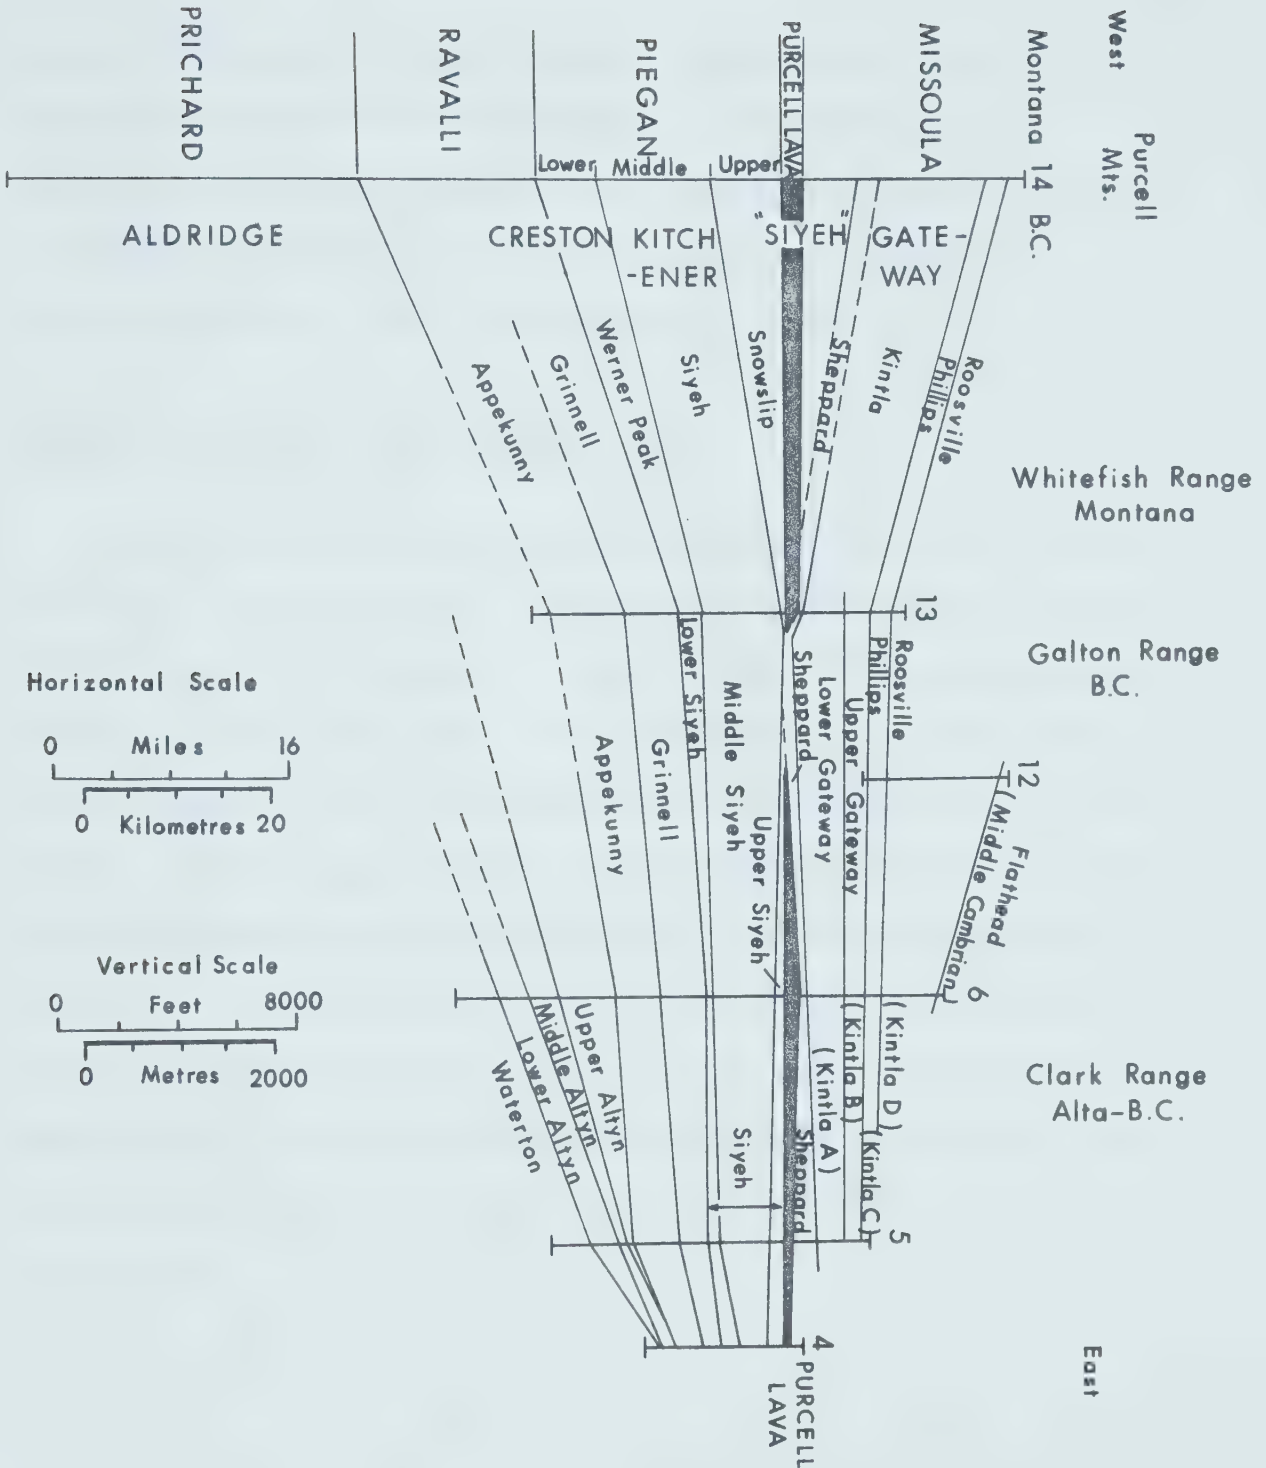 West
Purcell
Mts.
Montana 14 B.C.
MISSOULA
PURCELL LAVA
PIEGAN
RAVALLI
PRICHARD
Upper
Middle
Lower
GATE-
WAY
"SIYEH"
KITCH
-ENER
CRESTON
ALDRIDGE
Roosville
Phillips
Kintla
Sheppard
Snowslip
Siyeh
Werner Peak
Grinnell
Appekunny
Whitefish Range
Montana
13
Galton Range
B.C.
Roosville
Phillips
Upper Gateway
Lower Gateway
Sheppard
Upper Siyeh
Middle Siyeh
Lower Siyeh
Grinnell
Appekunny
12
Flathead
(Middle Cambrian)
6
Clark Range
Alta-B.C.
(Kintla D)
(Kintla C)
(Kintla B)
(Kintla A)
Sheppard
Siyeh
Upper Altyn
Middle Altyn
Lower Altyn
Waterton
5
4
East
PURCELL
LAVA
Horizontal Scale
0 Miles 16
0 Kilometres 20
Vertical Scale
0 Feet 8000
0 Metres 2000